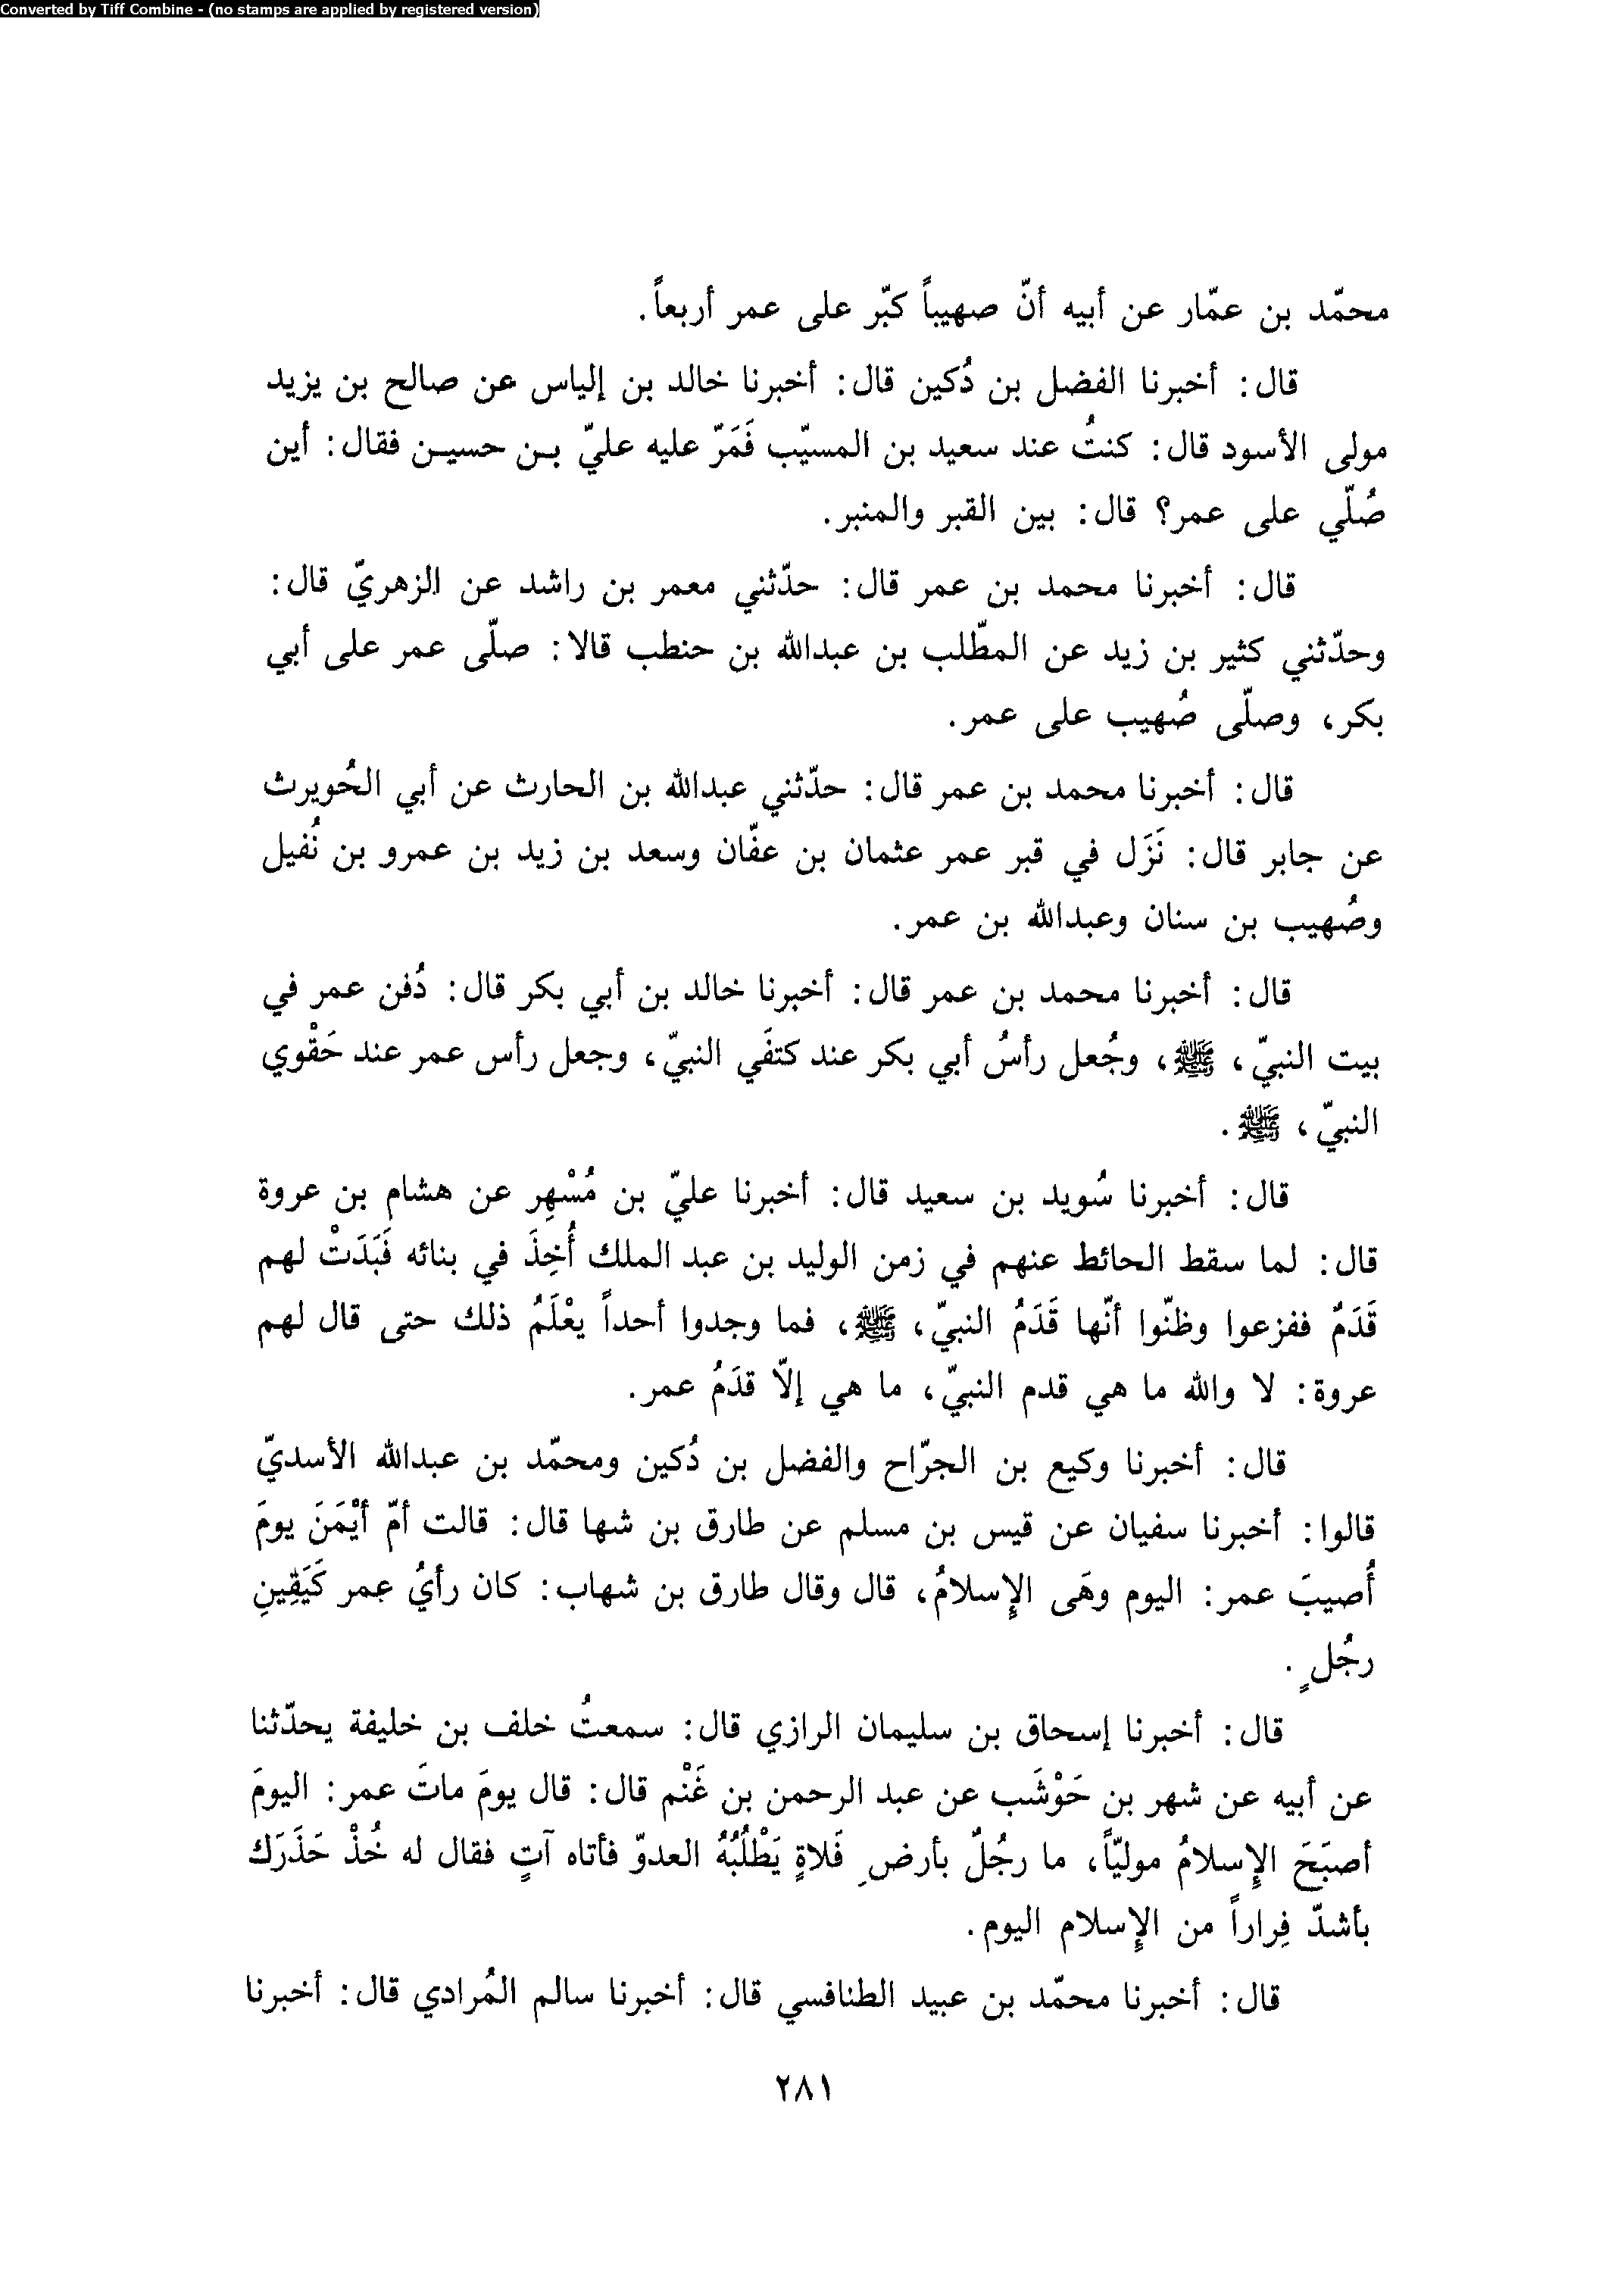 Converted by Tiff Combine - (no stamps are applied by registered version)
محمّد بن عمّار عن أبيه أنّ صهيباً كبّر على عمر أربعاً.
قال: أخبرنا الفضل بن دُكين قال: أخبرنا خالد بن إلياس عن صالح بن يزيد
مولى الأسود قال: كنتُ عند سعيد بن المسيّب فَمَرّ عليه عليّ بـن حسيـن فقال: أين
صُلّي على عمر؟ قال: بين القبر والمنبر.
قال: أخبرنا محمد بن عمر قال: حدّثني معمر بن راشد عن الزهريّ قال:
وحدّثني كثير بن زيد عن المطّلب بن عبدالله بن حنطب قالا: صلّى عمر على أبي
بكر، وصلّى صُهيب على عمر.
قال: أخبرنا محمد بن عمر قال: حدّثني عبدالله بن الحارث عن أبي الحُويرث
عن جابر قال: نَزَل في قبر عمر عثمان بن عفّان وسعد بن زيد بن عمرو بن نُفيل
وصُهيب بن سنان وعبدالله بن عمر.
قال: أخبرنا محمد بن عمر قال: أخبرنا خالد بن أبي بكر قال: دُفن عمر في
بيت النبيّ، ﷺ، وجُعل رأسُ أبي بكر عند كتفَي النبيّ، وجعل رأس عمر عند حَقْوي
النبيّ، ﷺ.
قال: أخبرنا سُويد بن سعيد قال: أخبرنا عليّ بن مُسْهِر عن هشام بن عروة
قال: لما سقط الحائط عنهم في زمن الوليد بن عبد الملك أُخِذَ في بنائه فَبَدَتْ لهم
قَدَمٌ ففزعوا وظنّوا أنّها قَدَمُ النبيّ، ﷺ، فما وجدوا أحداً يعْلَمُ ذلك حتى قال لهم
عروة: لا والله ما هي قدم النبيّ، ما هي إلّا قدَمُ عمر.
قال: أخبرنا وكيع بن الجرّاح والفضل بن دُكين ومحمّد بن عبدالله الأسديّ
قالوا: أخبرنا سفيان عن قيس بن مسلم عن طارق بن شها قال: قالت أمّ أيْمَنَ يومَ
أُصيبَ عمر: اليوم وهَى الإِسلامُ، قال وقال طارق بن شهاب: كان رأيُ عمر كَيَقِينِ
رجُلٍ.
قال: أخبرنا إسحاق بن سليمان الرازي قال: سمعتُ خلف بن خليفة يحدّثنا
عن أبيه عن شهر بن حَوْشَب عن عبد الرحمن بن غَنْم قال: قال يومَ ماتَ عمر: اليومَ
أصبَحَ الإِسلامُ موليّاً، ما رجُلٌ بأرضِ فَلاةٍ يَطْلُبُهُ العدوّ فأتاه آتٍ فقال له خُذْ حَذَرَك
بأشدّ فِراراً من الإِسلام اليوم.
قال: أخبرنا محمّد بن عبيد الطنافسي قال: أخبرنا سالم المُرادي قال: أخبرنا
٢٨١